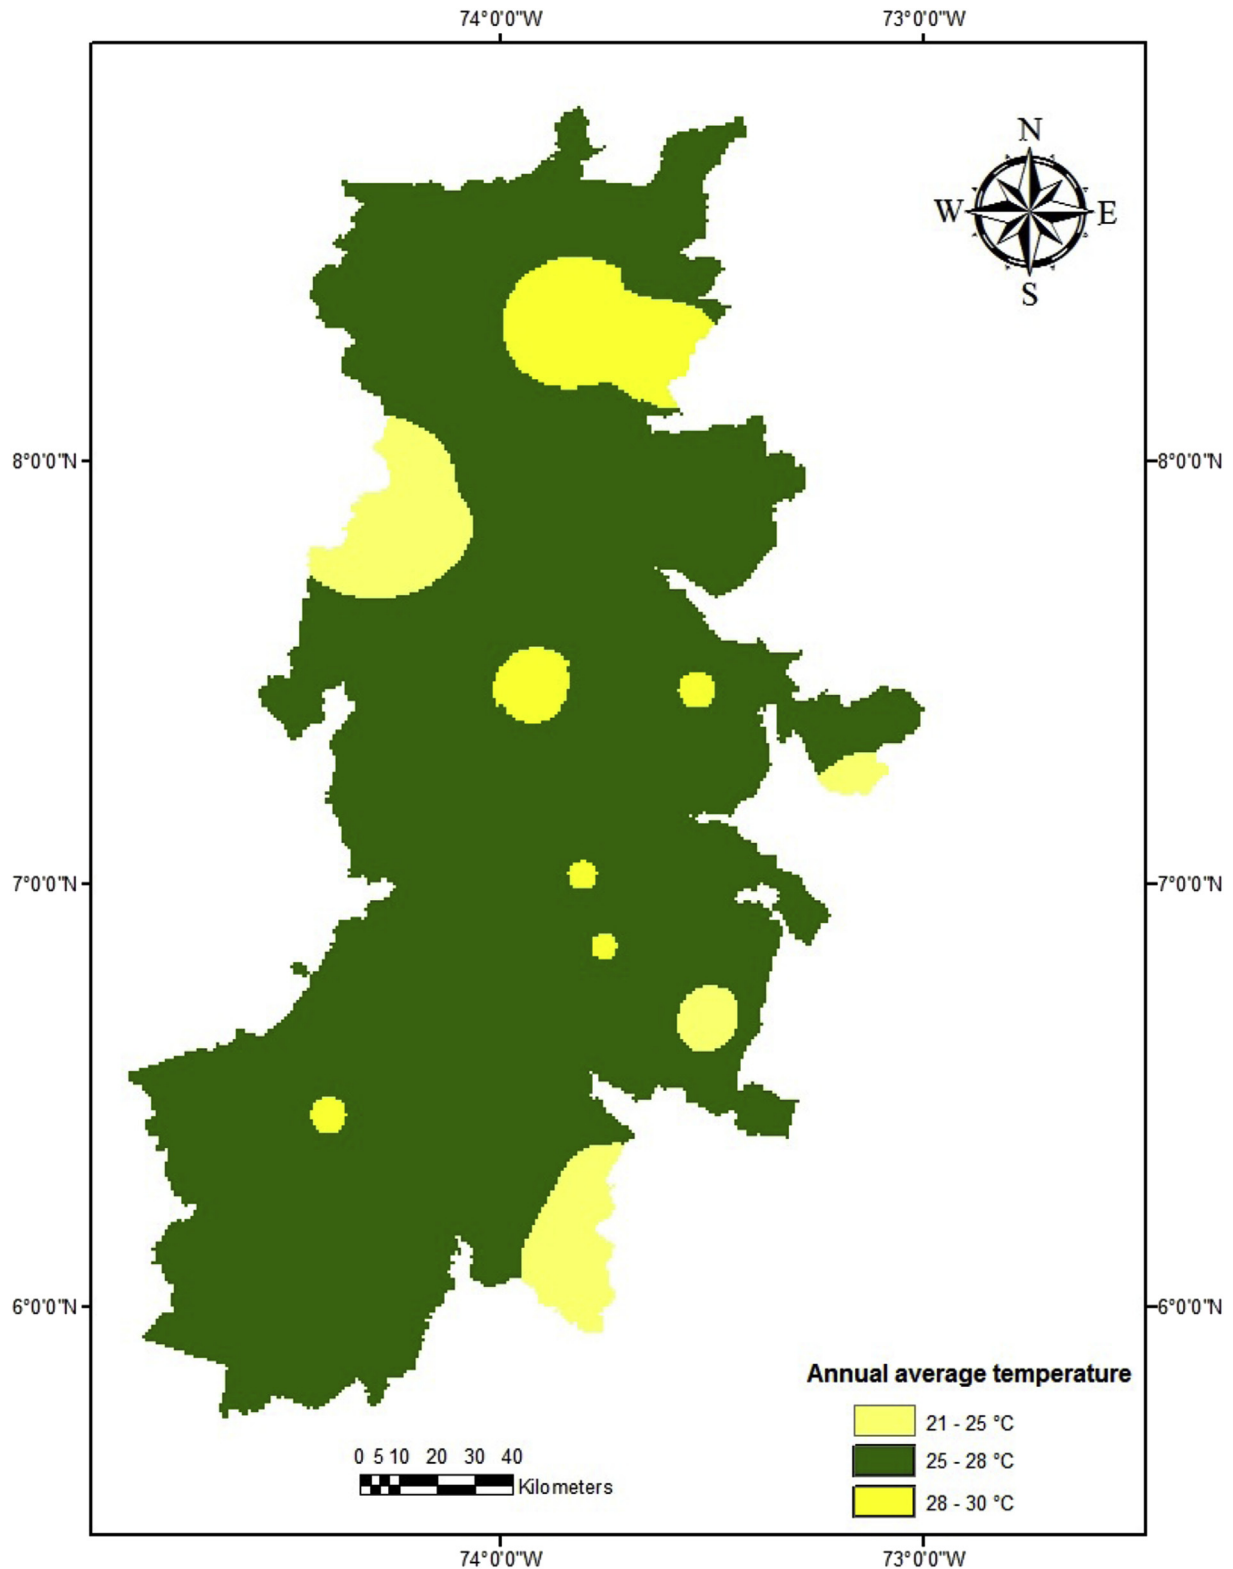 74°0'0"W 73°0'0"W
N
W E
S
8°0'0"N 8°0'0"N
7°0'0"N 7°0'0"N
6°0'0"N 6°0'0"N
Annual average temperature
21 - 25 °C
25 - 28 °C
28 - 30 °C
0 5 10 20 30 40
Kilometers
74°0'0"W 73°0'0"W